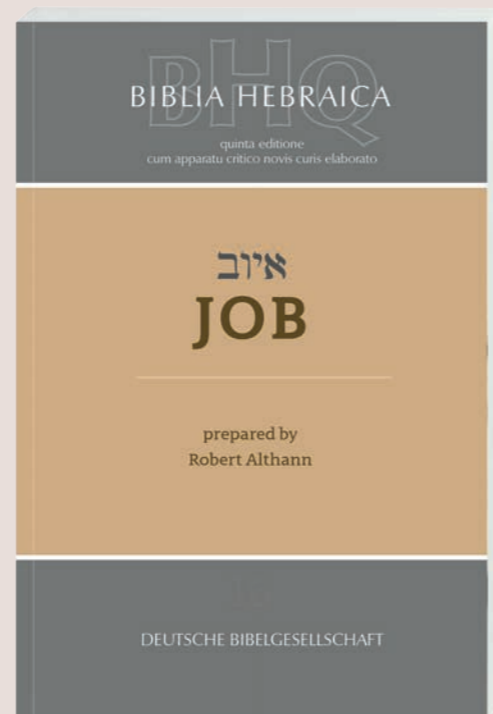 BHQ
BIBLIA HEBRAICA
quinta editione
cum apparatu critico novis curis elaborato
איוב
JOB
prepared by
Robert Althann
DEUTSCHE BIBELGESELLSCHAFT